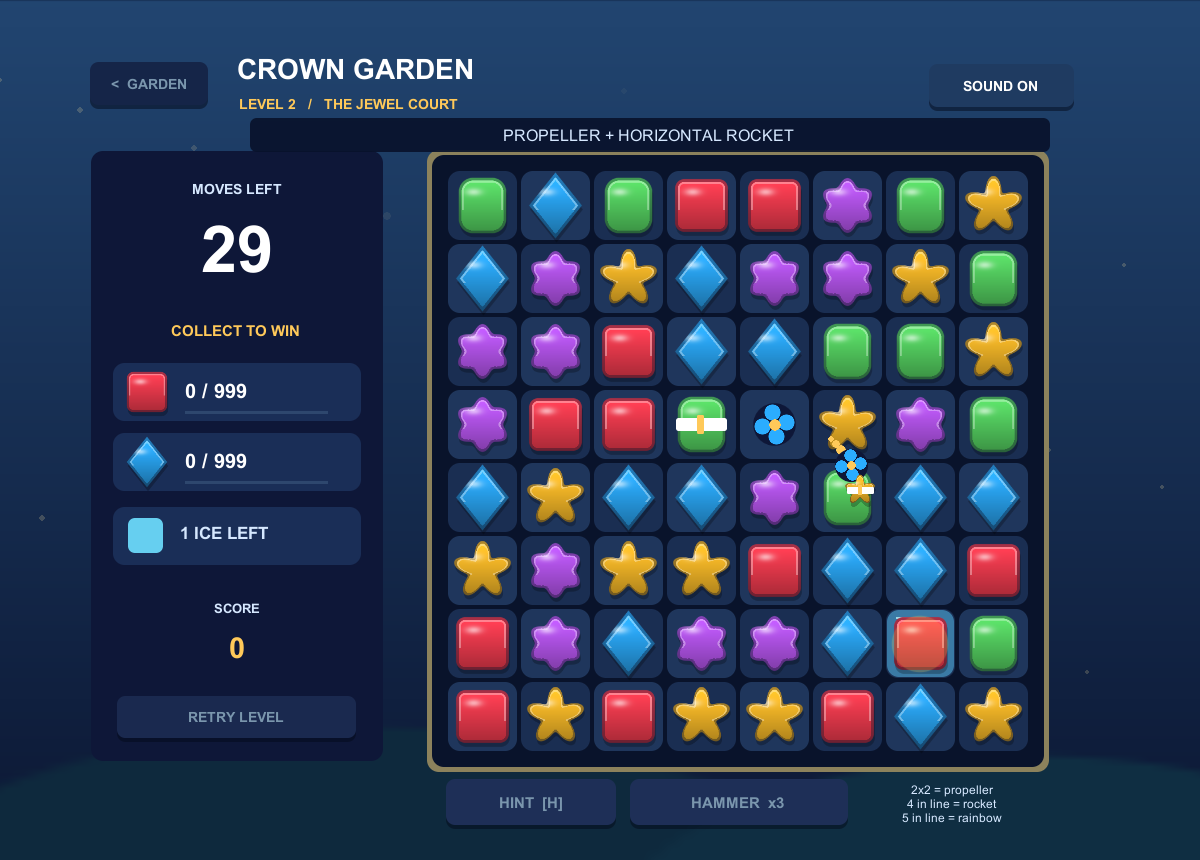 < GARDEN
CROWN GARDEN
LEVEL 2 / THE JEWEL COURT
SOUND ON
PROPELLER + HORIZONTAL ROCKET
MOVES LEFT
29
COLLECT TO WIN
0 / 999
0 / 999
1 ICE LEFT
SCORE
0
RETRY LEVEL
HINT [H]
HAMMER x3
2x2 = propeller
4 in line = rocket
5 in line = rainbow